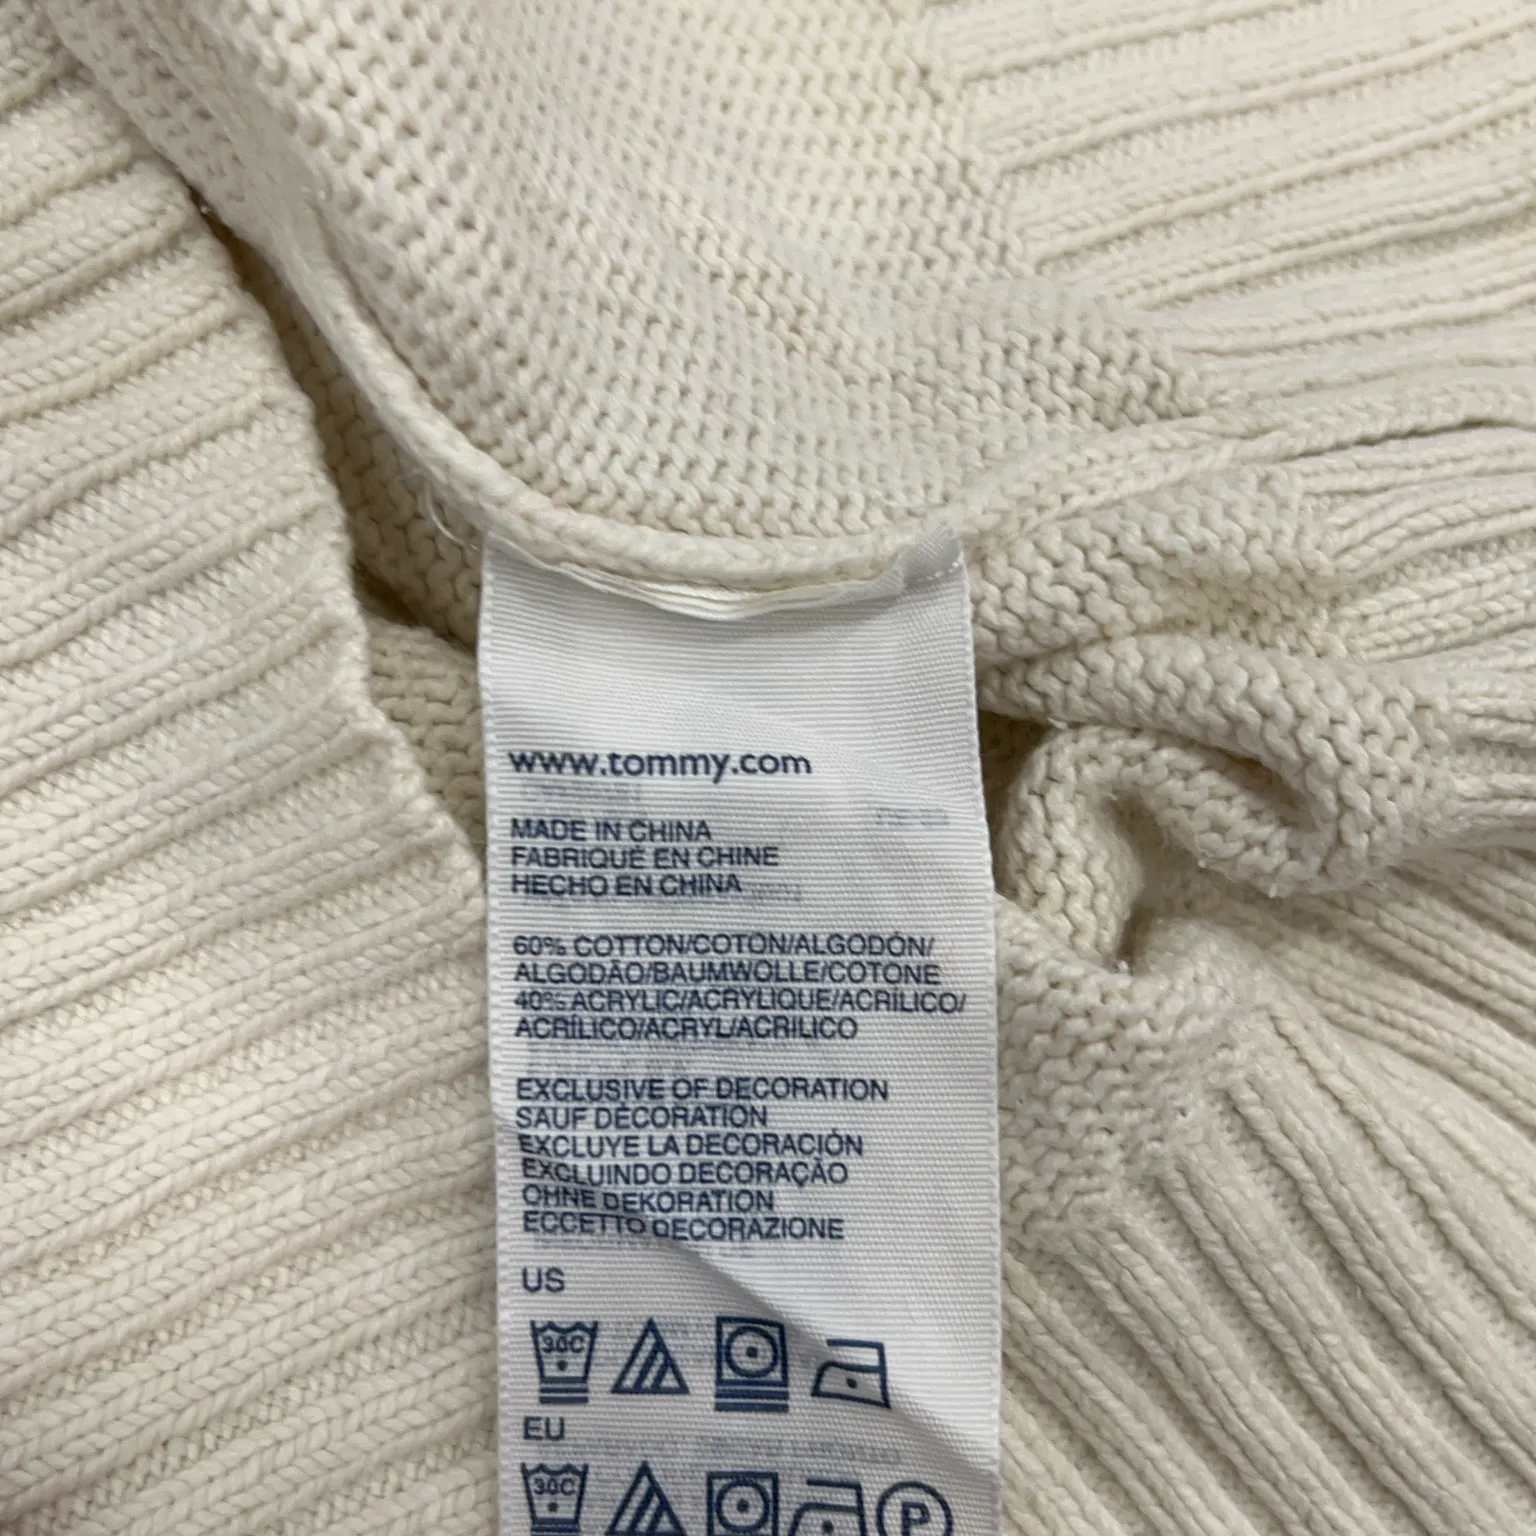 www.tommy.com
MADE IN CHINA
FABRIQUÉ EN CHINE
HECHO EN CHINA
60% COTTON/COTON/ALGODÓN/
ALGODÃO/BAUMWOLLE/COTONE
40% ACRYLIC/ACRYLIQUE/ACRÍLICO/
ACRÍLICO/ACRYL/ACRILICO
EXCLUSIVE OF DECORATION
SAUF DÉCORATION
EXCLUYE LA DECORACIÓN
EXCLUINDO DECORAÇÃO
OHNE DEKORATION
ECCETTO DECORAZIONE
US
30C
EU
30C P